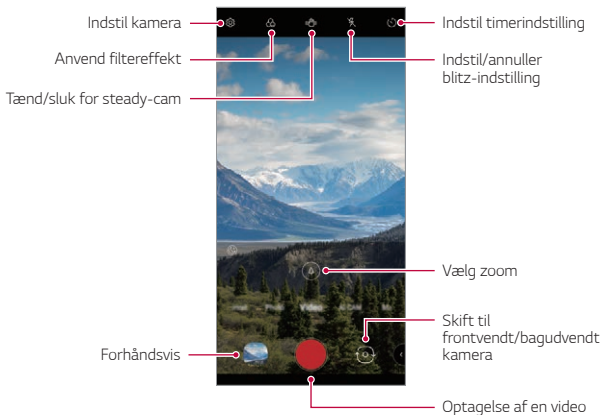 Indstil kamera
Anvend filtereffekt
Tænd/sluk for steady-cam
Forhåndsvis
Indstil timerindstilling
Indstil/annuller
blitz-indstilling
Vælg zoom
Skift til
frontvendt/bagudvendt
kamera
Optagelse af en video
Video